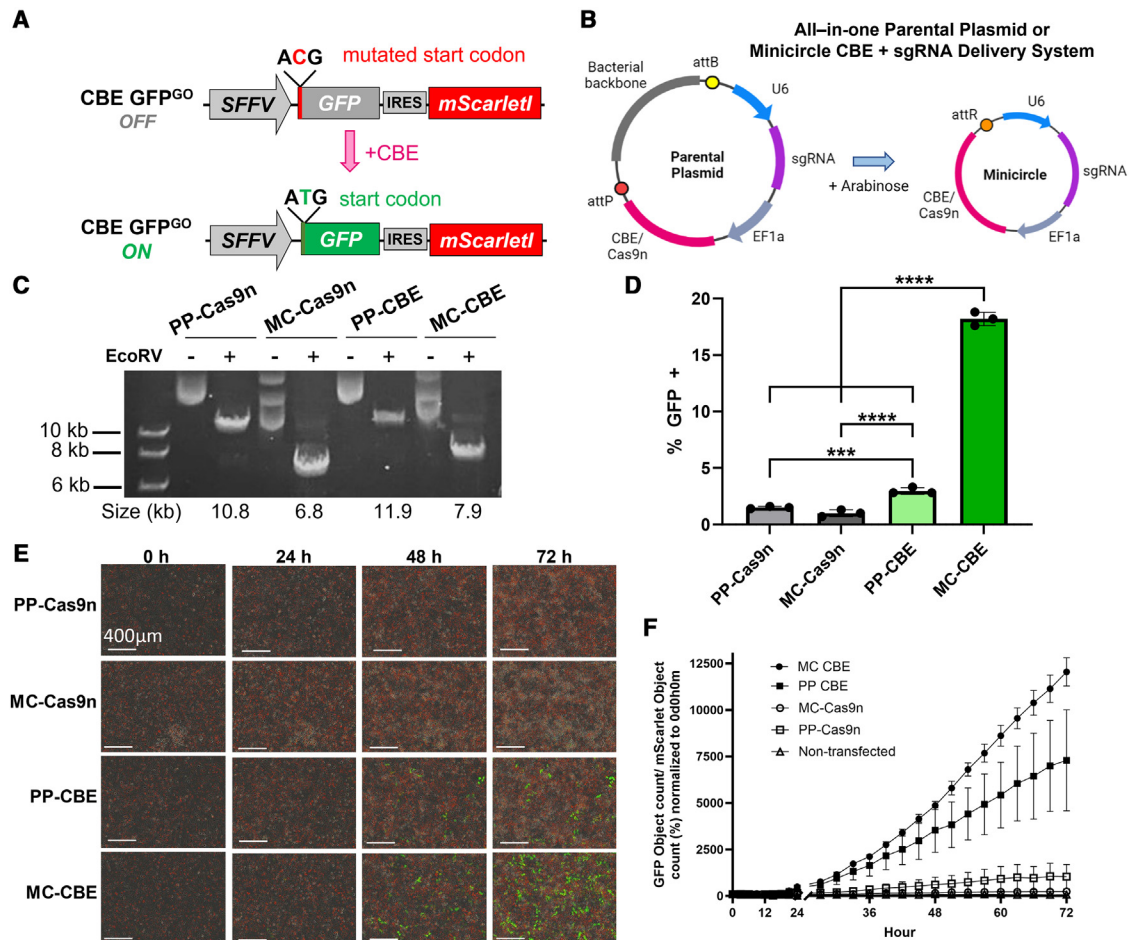 A
ACG mutated start codon
CBE GFPGO
OFF
SFFV GFP IRES mScarletI
+CBE
ATG start codon
CBE GFPGO
ON
SFFV GFP IRES mScarletI
B
All–in-one Parental Plasmid or
Minicircle CBE + sgRNA Delivery System
Bacterial
backbone
attB
U6
sgRNA
Parental
Plasmid
attP
CBE/
Cas9n
EF1a
+ Arabinose
attR
U6
sgRNA
Minicircle
CBE/
Cas9n
EF1a
C
PP-Cas9n MC-Cas9n PP-CBE MC-CBE
EcoRV - + - + - + - +
10 kb
8 kb
6 kb
Size (kb) 10.8 6.8 11.9 7.9
D
% GFP +
20
15
10
5
0
****
****
***
PP-Cas9n
MC-Cas9n
PP-CBE
MC-CBE
E
0 h 24 h 48 h 72 h
PP-Cas9n
400µm
MC-Cas9n
PP-CBE
MC-CBE
F
GFP Object count/ mScarlet Object
count (%) normalized to 0d0h0m
12500
10000
7500
5000
2500
0
MC CBE
PP CBE
MC-Cas9n
PP-Cas9n
Non-transfected
0 12 24 36 48 60 72
Hour